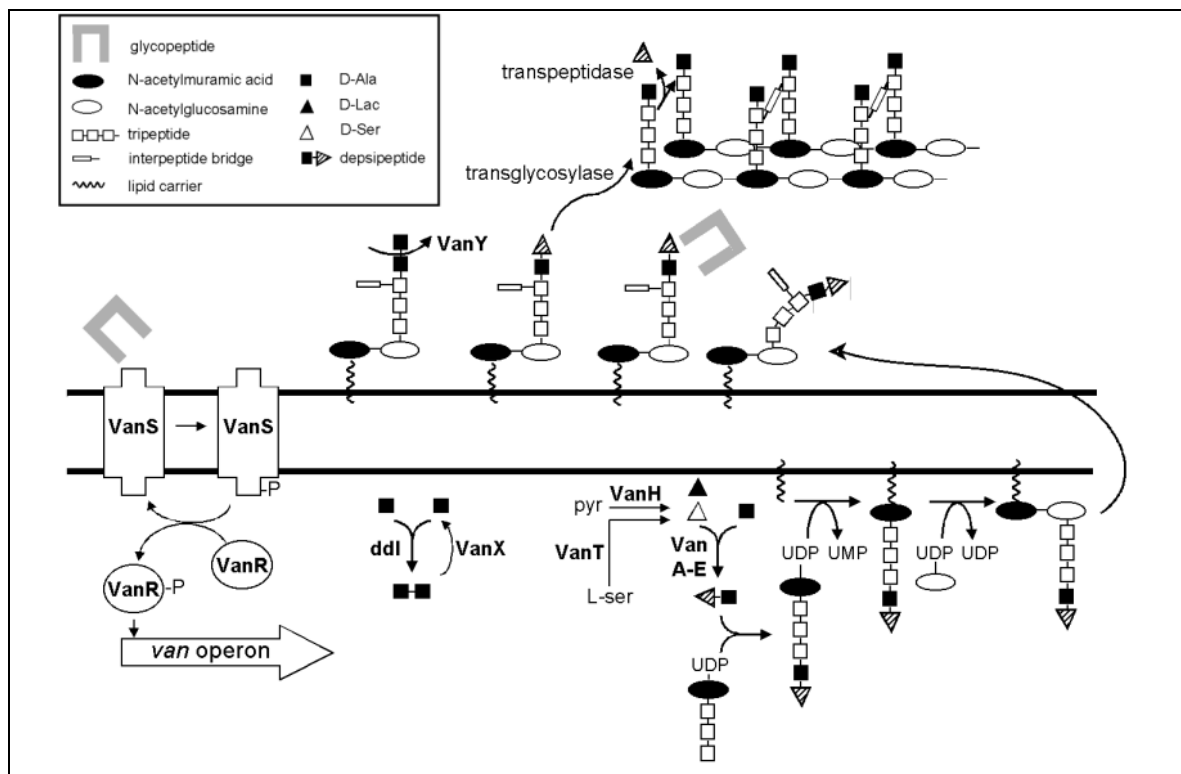 glycopeptide
N-acetylmuramic acid
D-Ala
N-acetylglucosamine
D-Lac
tripeptide
D-Ser
interpeptide bridge
depsipeptide
lipid carrier
transpeptidase
transglycosylase
VanY
VanS
VanS
-P
VanR
-P
VanR
van operon
ddl
VanX
pyr
VanH
VanT
L-ser
Van
A-E
UDP
UDP
UMP
UDP
UDP